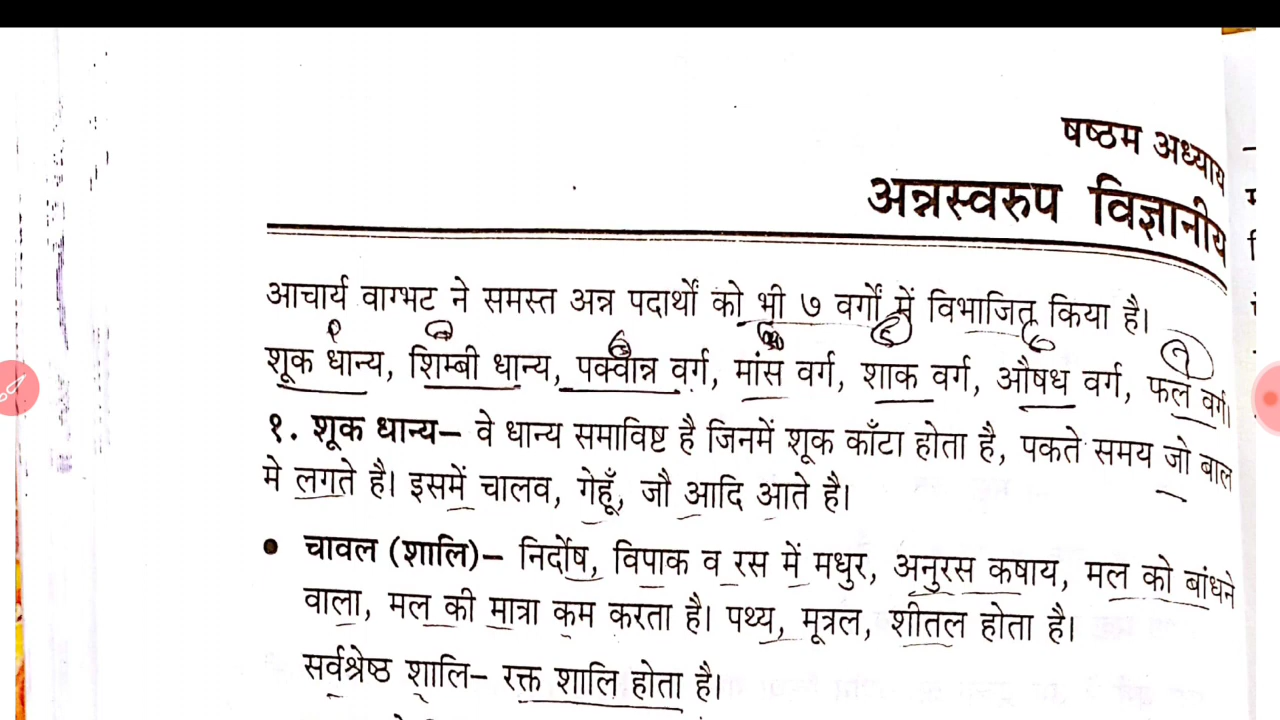 षष्ठम अध्याय
अन्नस्वरुप विज्ञानीय
आचार्य वाग्भट ने समस्त अन्न पदार्थों को भी ७ वर्गों में विभाजित किया है।
शूक धान्य, शिम्बी धान्य, पक्वान्न वर्ग, मांस वर्ग, शाक वर्ग, औषध वर्ग, फल वर्ग।
१. शूक धान्य– वे धान्य समाविष्ट है जिनमें शूक काँटा होता है, पकते समय जो बाल
मे लगते है। इसमें चालव, गेहूँ, जौ आदि आते है।
• चावल (शालि)– निर्दोष, विपाक व रस में मधुर, अनुरस कषाय, मल को बांधने
वाला, मल की मात्रा कम करता है। पथ्य, मूत्रल, शीतल होता है।
सर्वश्रेष्ठ शालि– रक्त शालि होता है।